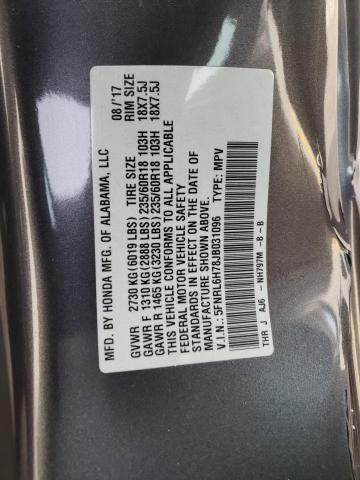 MFD. BY HONDA MFG. OF ALABAMA, LLC 08/'17
GVWR 2730 KG(6019 LBS) TIRE SIZE RIM SIZE
GAWR F 1310 KG (2888 LBS) 235/60R18 103H 18X7.5J
GAWR R 1465 KG(3230 LBS)235/60R18 103H 18X7.5J
THIS VEHICLE CONFORMS TO ALL APPLICABLE
FEDERAL MOTOR VEHICLE SAFETY
STANDARDS IN EFFECT ON THE DATE OF
MANUFACTURE SHOWN ABOVE.
V.I.N.: 5FNRL6H78JB031096 TYPE: MPV
THR J AJ6 - NH797M -B -B